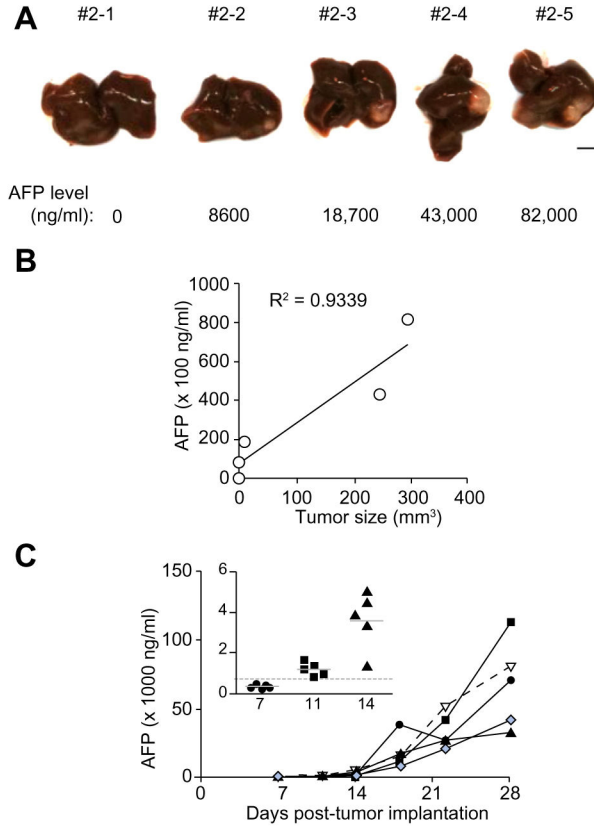 A
#2-1 #2-2 #2-3 #2-4 #2-5
AFP level
(ng/ml): 0 8600 18,700 43,000 82,000
B
1000
800
600
400
200
0
AFP (x 100 ng/ml)
R² = 0.9339
0 100 200 300 400
Tumor size (mm³)
C
150
100
50
0
AFP (x 1000 ng/ml)
6
4
2
0
7 11 14
0 7 14 21 28
Days post-tumor implantation